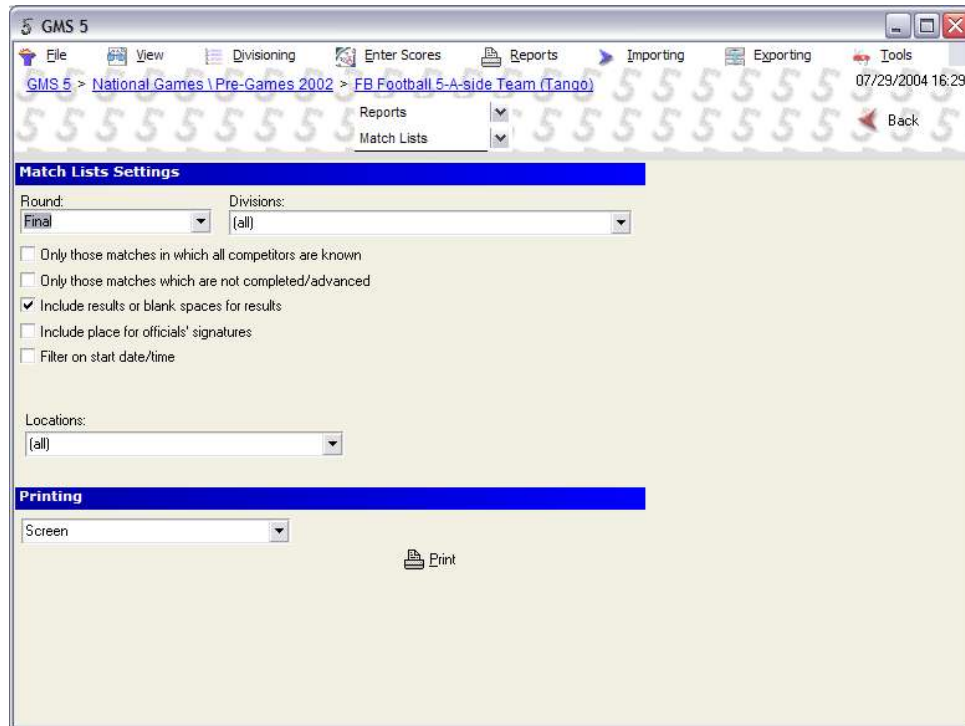 GMS 5
File View Divisioning Enter Scores Reports Importing Exporting Tools
GMS 5 > National Games \ Pre-Games 2002 > FB Football 5-A-side Team (Tango) 07/29/2004 16:29
Reports
Back
Match Lists
Match Lists Settings
Round: Divisions:
Final (all)
Only those matches in which all competitors are known
Only those matches which are not completed/advanced
Include results or blank spaces for results
Include place for officials' signatures
Filter on start date/time
Locations:
(all)
Printing
Screen
Print